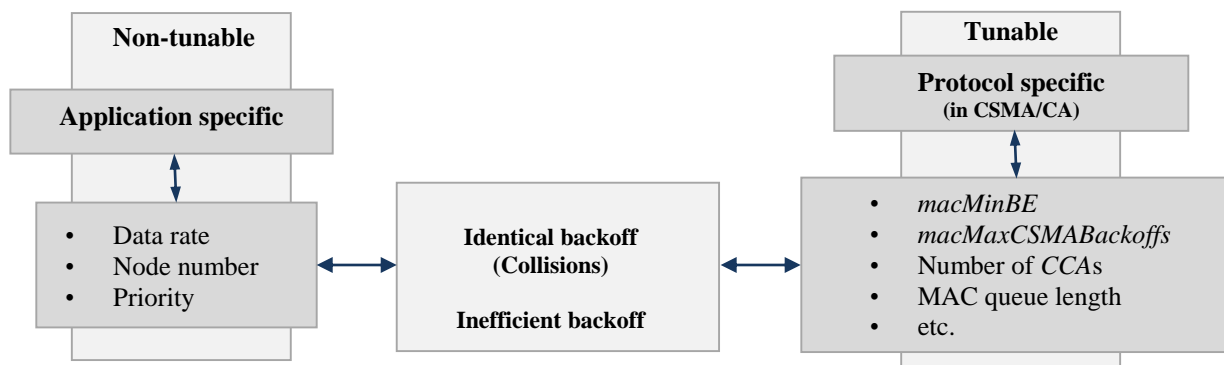 Non-tunable
Application specific
• Data rate
• Node number
• Priority
Identical backoff
(Collisions)
Inefficient backoff
Tunable
Protocol specific
(in CSMA/CA)
• macMinBE
• macMaxCSMABackoffs
• Number of CCAs
• MAC queue length
• etc.